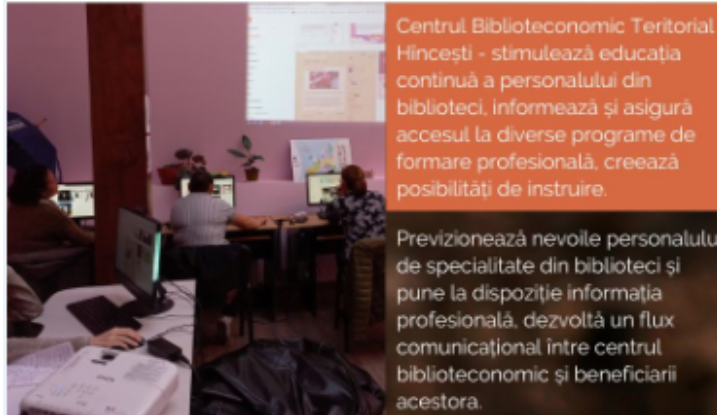 Centrul Biblioteconomic Teritorial
Hîncești - stimulează educația
continuă a personalului din
biblioteci, informează și asigură
accesul la diverse programe de
formare profesională, creează
posibilități de instruire.
Previzionează nevoile personalulu
de specialitate din biblioteci și
pune la dispoziție informația
profesională, dezvoltă un flux
comunicațional între centrul
biblioteconomic și beneficiarii
acestora.